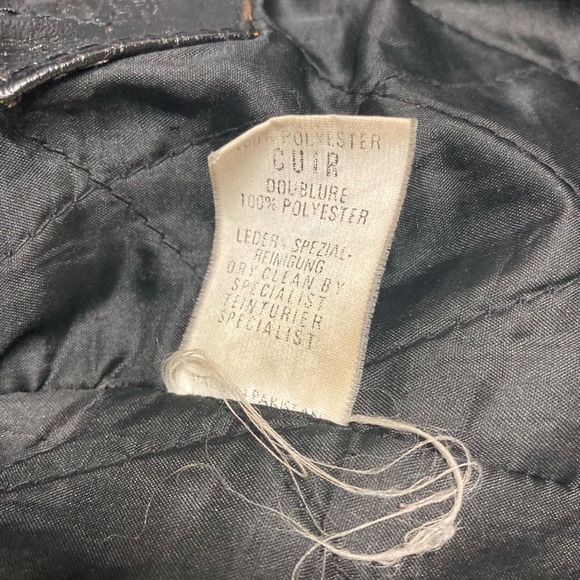 100% POLYESTER
CUIR
DOUBLURE
100% POLYESTER
LEDER-SPEZIAL-
REINIGUNG
DRY CLEAN BY
SPECIALIST
TEINTURIER
SPECIALIST
PAKISTAN